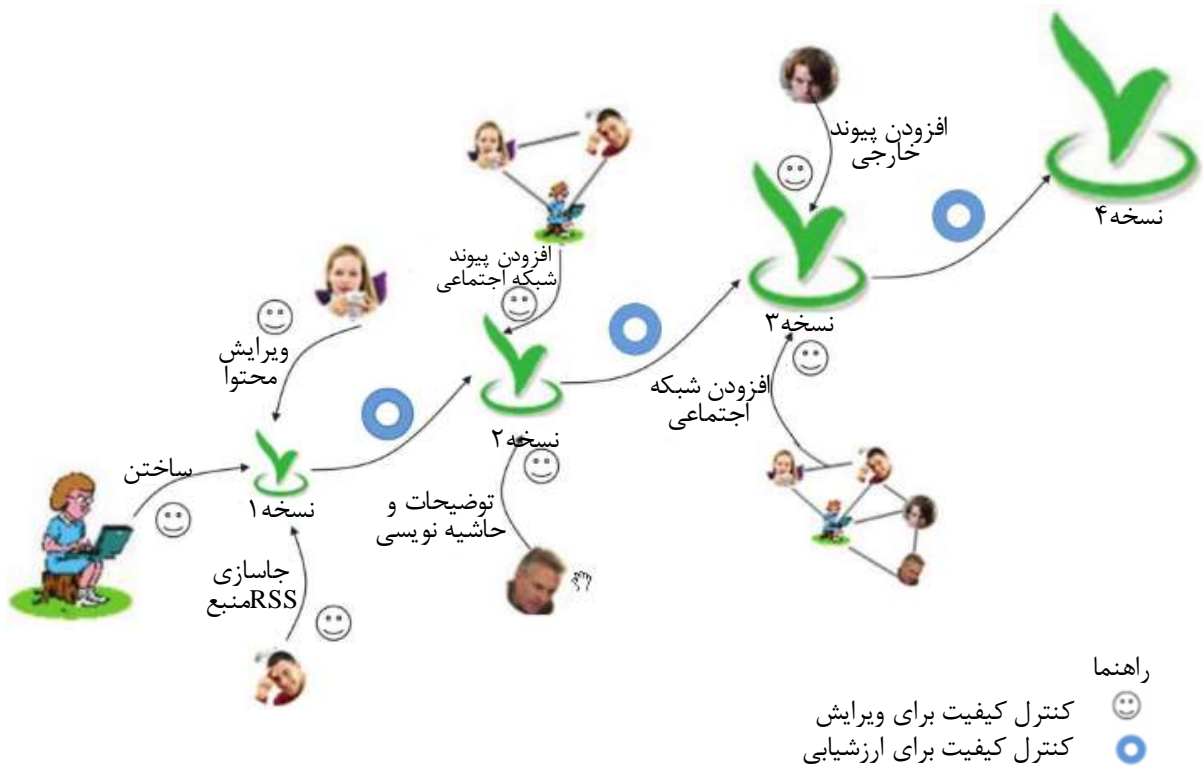 افزودن پیوند
خارجی
نسخه۴
افزودن پیوند
شبکه اجتماعی
نسخه۳
ویرایش
محتوا
افزودن شبکه
اجتماعی
نسخه۲
ساختن
نسخه۱
توضیحات و
حاشیه نویسی
جاسازی
منبعRSS
راهنما
کنترل کیفیت برای ویرایش
کنترل کیفیت برای ارزشیابی